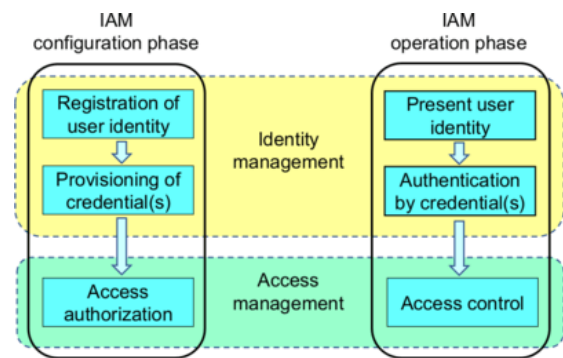 IAM
configuration phase
IAM
operation phase
Registration of
user identity
Provisioning of
credential(s)
Access
authorization
Identity
management
Access
management
Present user
identity
Authentication
by credential(s)
Access control